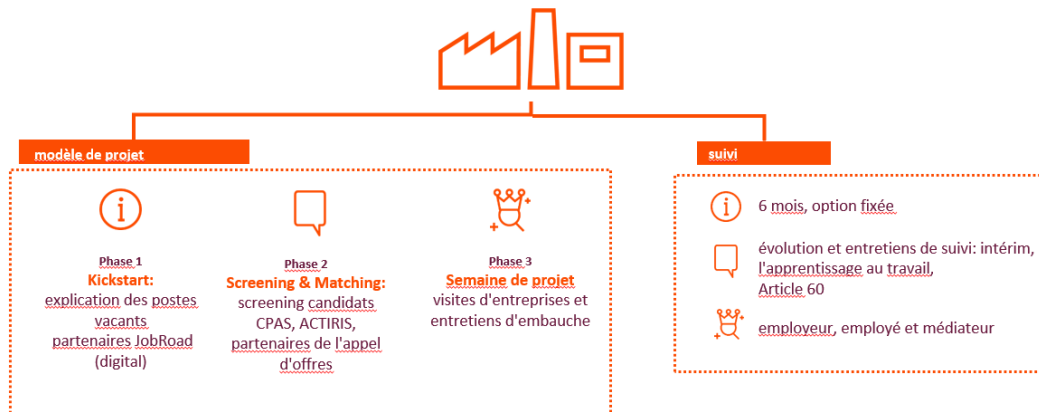 modèle de projet
Phase 1
Kickstart:
explication des postes
vacants
partenaires JobRoad
(digital)
Phase 2
Screening & Matching:
screening candidats
CPAS, ACTIRIS,
partenaires de l'appel
d'offres
Phase 3
Semaine de projet
visites d'entreprises et
entretiens d'embauche
suivi
6 mois, option fixée
évolution et entretiens de suivi: intérim,
l'apprentissage au travail,
Article 60
employeur, employé et médiateur